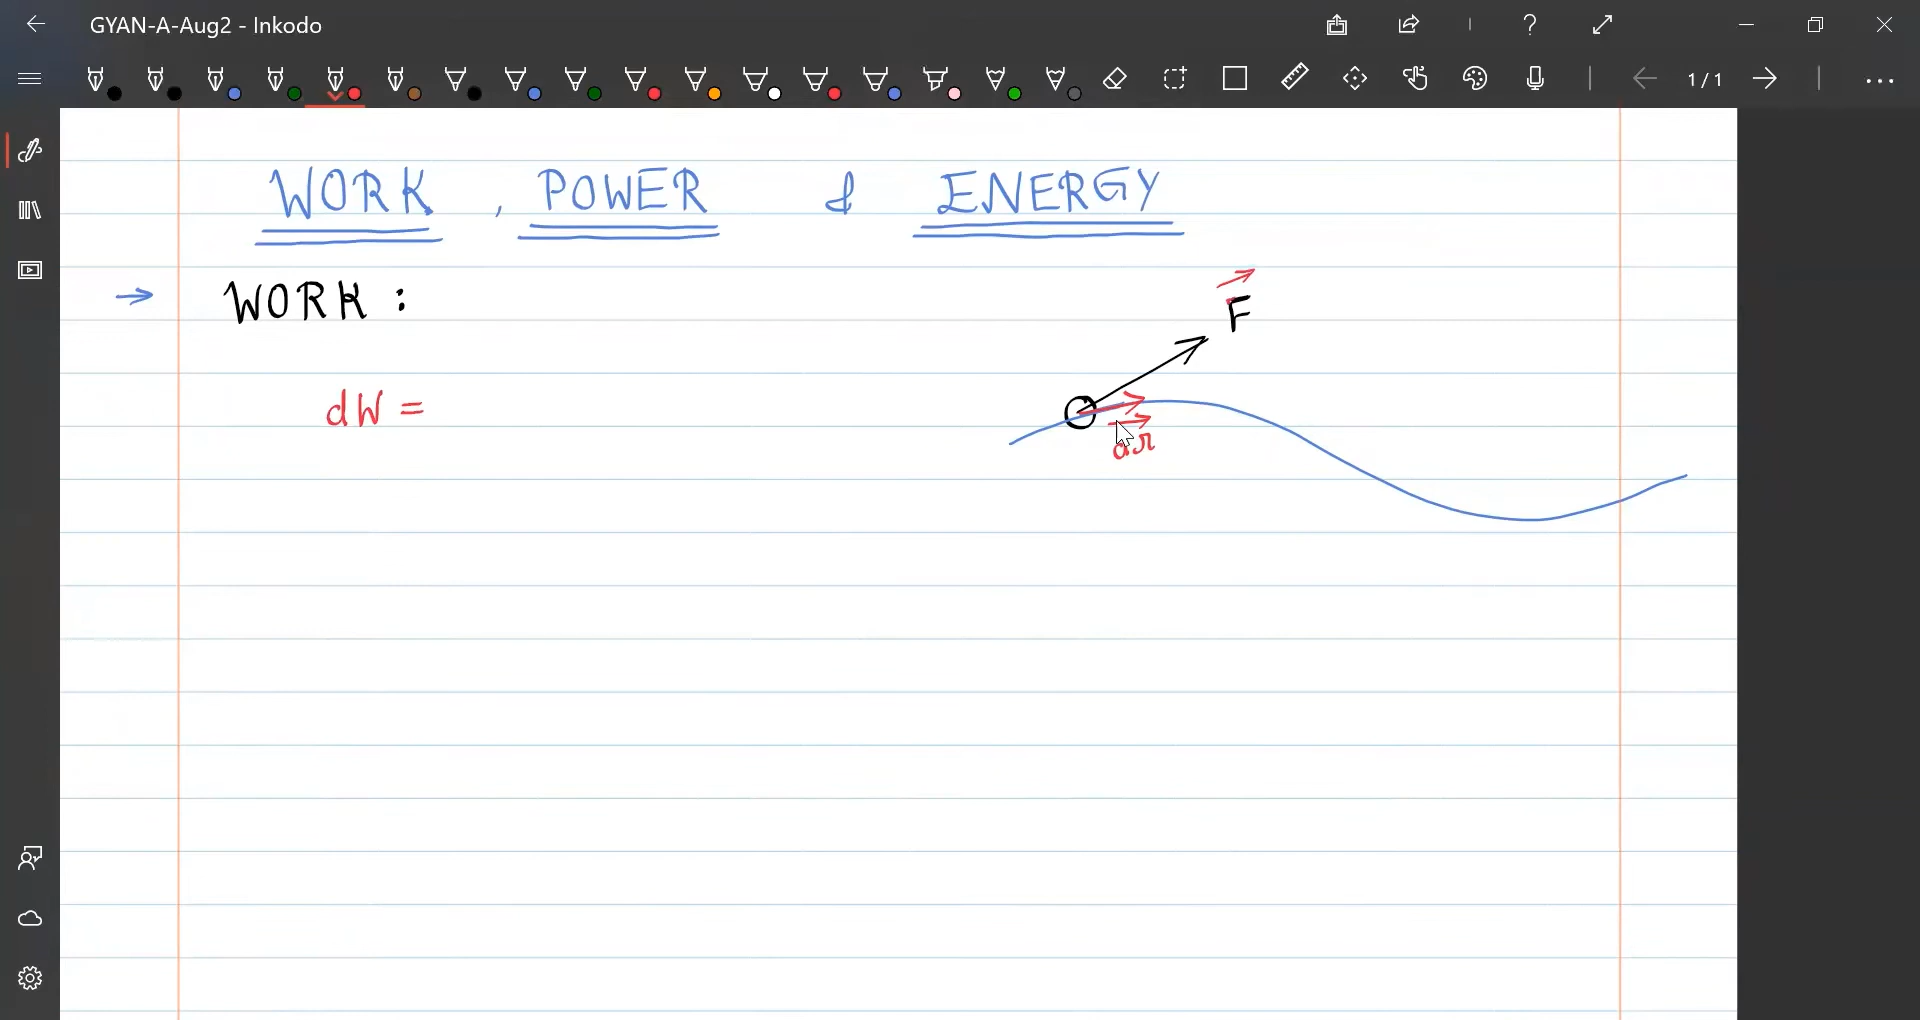 GYAN-A-Aug2 - Inkodo
1 / 1
WORK, POWER & ENERGY
→ WORK :
F
dW =
dr